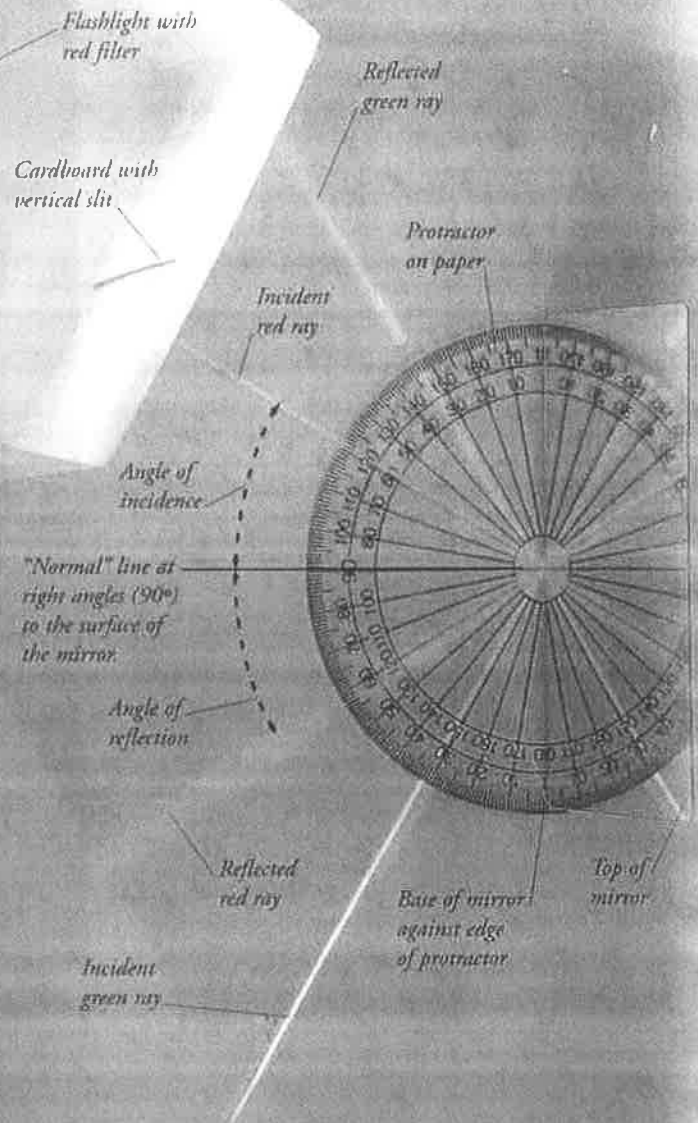 Flashlight with
red filter
Reflected
green ray
Cardboard with
vertical slit
Protractor
on paper
Incident
red ray
Angle of
incidence
"Normal" line at
right angles (90°)
to the surface of
the mirror.
Angle of
reflection
Reflected
red ray
Base of mirror
against edge
of protractor
Top of
mirror
Incident
green ray